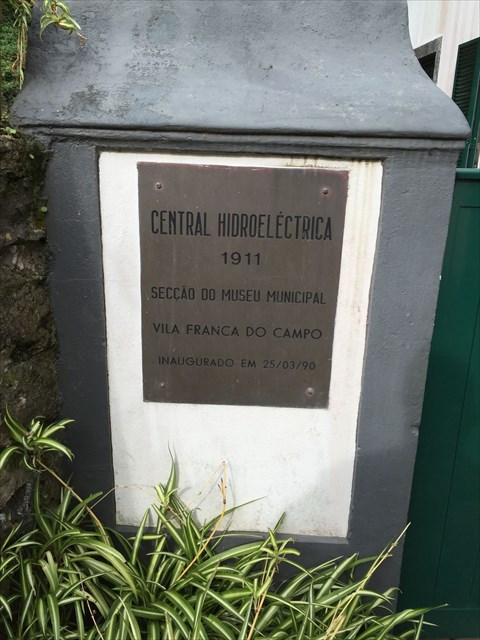 CENTRAL HIDROELÉCTRICA
1911
SECÇÃO DO MUSEU MUNICIPAL
VILA FRANCA DO CAMPO
INAUGURADO EM 25/03/90